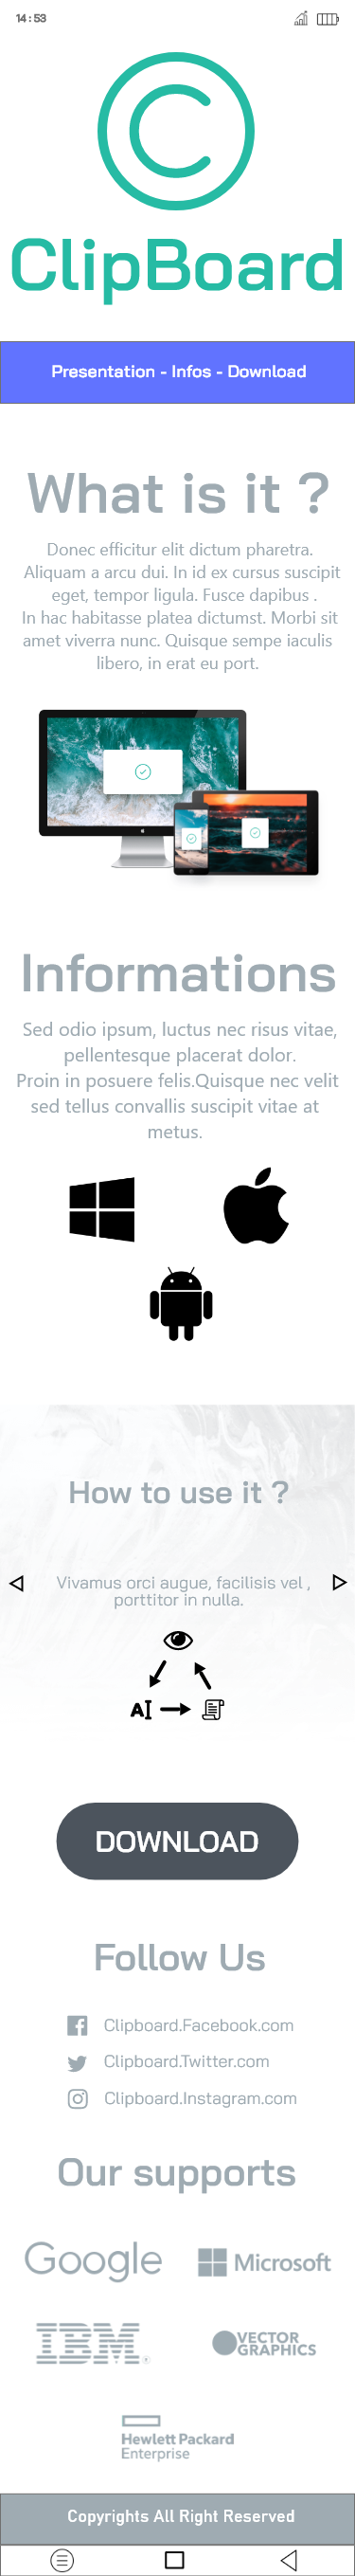 14 : 53
ClipBoard
Presentation - Infos - Download
What is it ?
Donec efficitur elit dictum pharetra.
Aliquam a arcu dui. In id ex cursus suscipit
eget, tempor ligula. Fusce dapibus .
In hac habitasse platea dictumst. Morbi sit
amet viverra nunc. Quisque sempe iaculis
libero, in erat eu port.
Informations
Sed odio ipsum, luctus nec risus vitae,
pellentesque placerat dolor.
Proin in posuere felis.Quisque nec velit
sed tellus convallis suscipit vitae at
metus.
How to use it ?
Vivamus orci augue, facilisis vel ,
porttitor in nulla.
A
DOWNLOAD
Follow Us
Clipboard.Facebook.com
Clipboard.Twitter.com
Clipboard.Instagram.com
Our supports
Google
Microsoft
IBM®
VECTOR
GRAPHICS
Hewlett Packard
Enterprise
Copyrights All Right Reserved